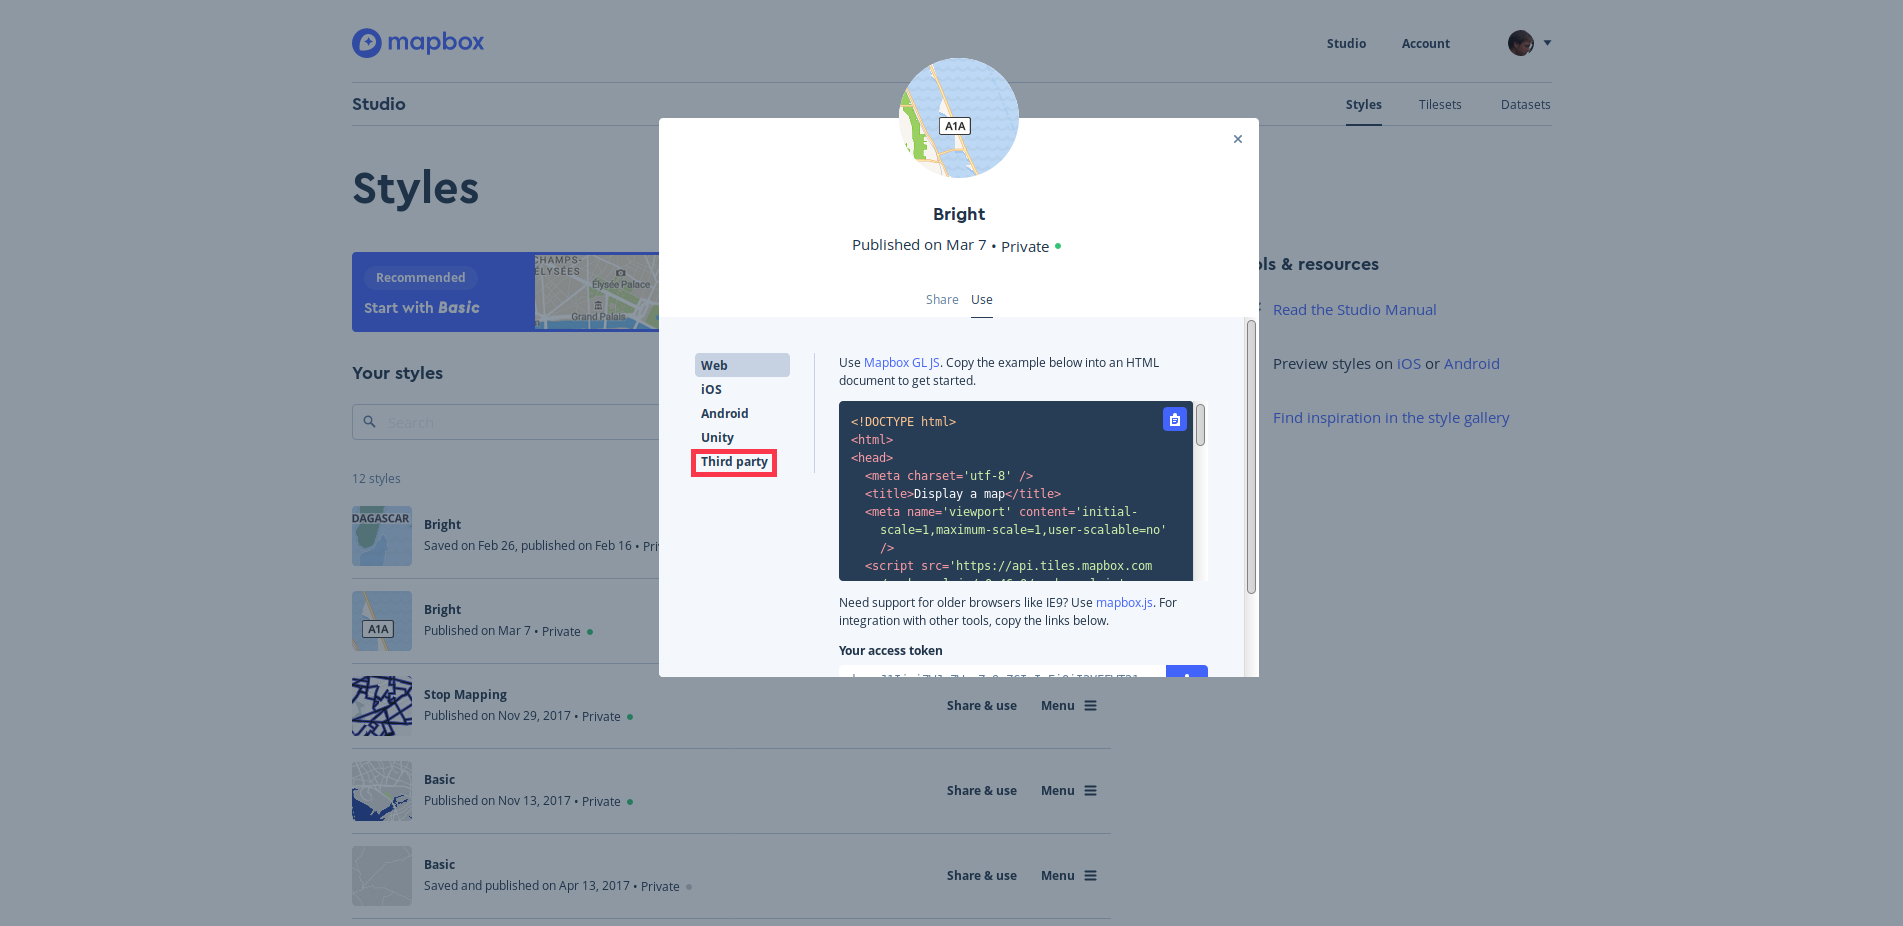 mapbox
Studio
Account
Studio
Styles
Tilesets
Datasets
A1A
×
Styles
Bright
Published on Mar 7 • Private
Share
Use
Recommended
Start with Basic
CHAMPS-
ÉLYSÉES
Élysée Palace
Grand Palais
& resources
Read the Studio Manual
Preview styles on iOS or Android
Find inspiration in the style gallery
Your styles
Search
12 styles
Web
iOS
Android
Unity
Third party
Use Mapbox GL JS. Copy the example below into an HTML
document to get started.
<!DOCTYPE html>
<html>
<head>
<meta charset='utf-8' />
<title>Display a map</title>
<meta name='viewport' content='initial-
scale=1,maximum-scale=1,user-scalable=no'
/>
<script src='https://api.tiles.mapbox.com
Need support for older browsers like IE9? Use mapbox.js. For
integration with other tools, copy the links below.
Your access token
DAGASCAR
Bright
Saved on Feb 26, published on Feb 16 •
A1A
Bright
Published on Mar 7 • Private
Stop Mapping
Published on Nov 29, 2017 • Private
Share & use
Menu
Basic
Published on Nov 13, 2017 • Private
Share & use
Menu
Basic
Saved and published on Apr 13, 2017 • Private
Share & use
Menu